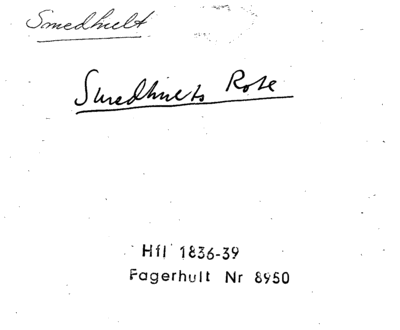 Smedhult
Smedhults Rote
Hfl 1836-39
Fagerhult Nr 8950